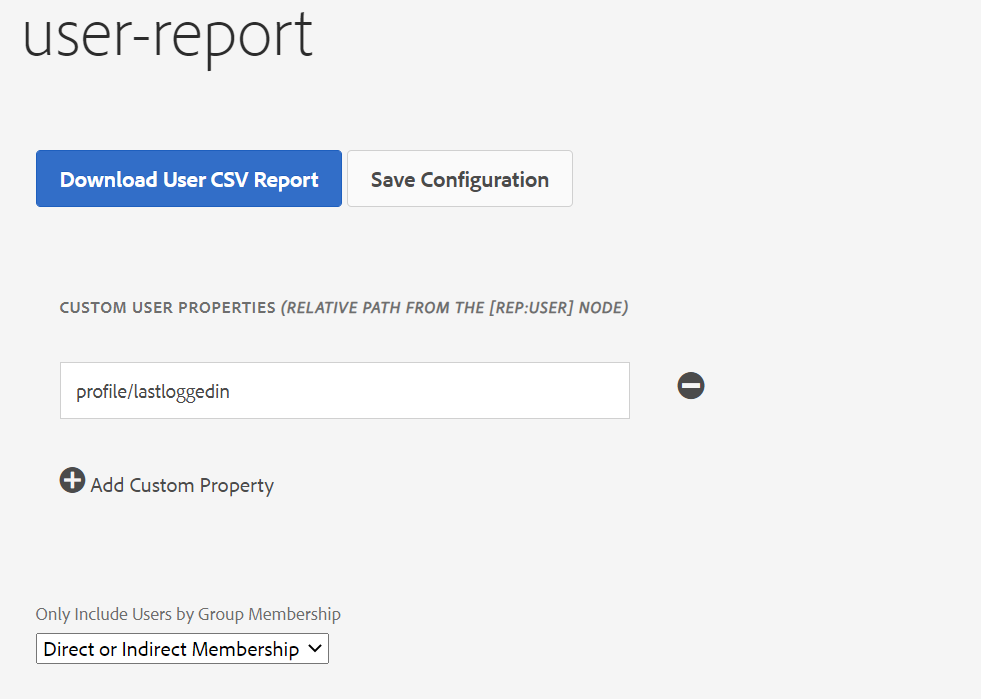 user-report
Download User CSV Report
Save Configuration
CUSTOM USER PROPERTIES (RELATIVE PATH FROM THE [REP:USER] NODE)
profile/lastloggedin
Add Custom Property
Only Include Users by Group Membership
Direct or Indirect Membership